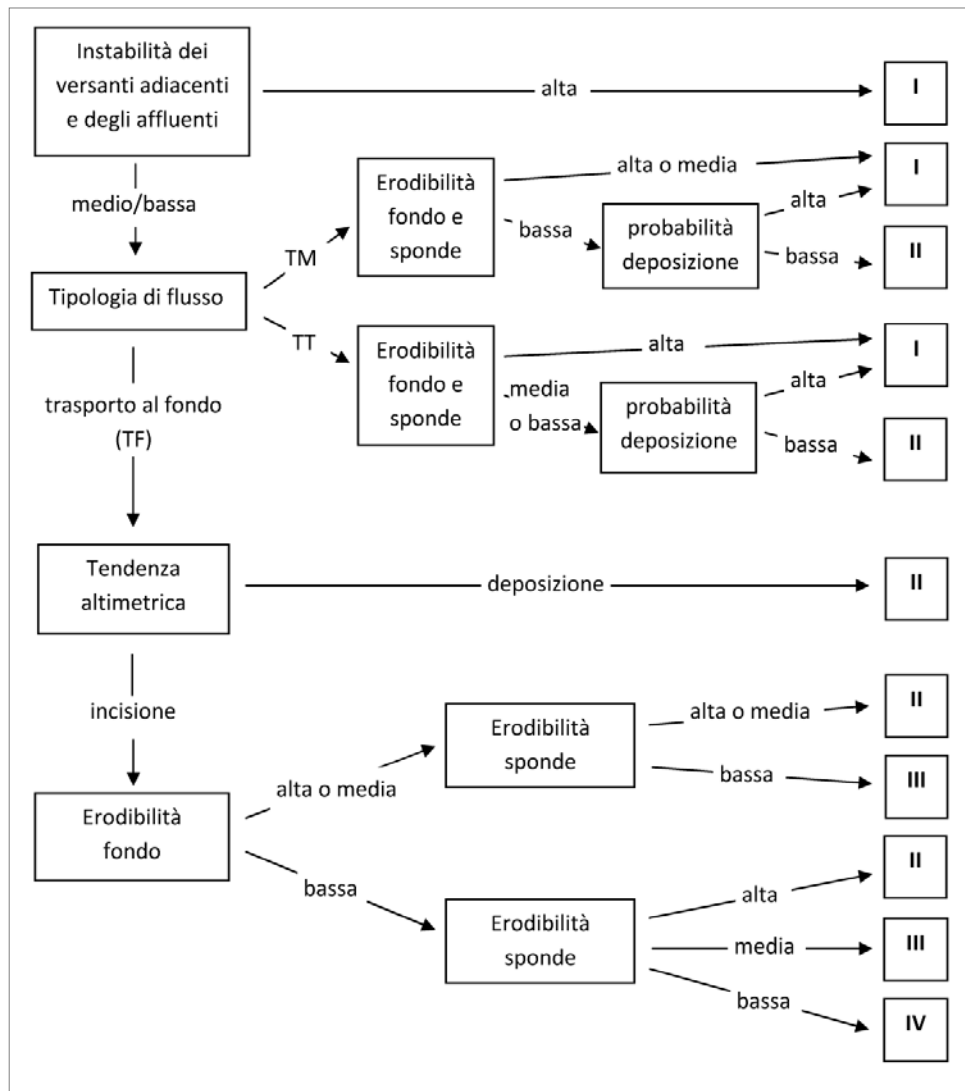 Instabilità dei
versanti adiacenti
e degli affluenti
alta
I
medio/bassa
Tipologia di flusso
TM
Erodibilità
fondo e
sponde
alta o media
I
bassa
probabilità
deposizione
alta
bassa
II
TT
Erodibilità
fondo e
sponde
alta
I
media
o bassa
probabilità
deposizione
alta
bassa
II
trasporto al fondo
(TF)
Tendenza
altimetrica
deposizione
II
incisione
Erodibilità
fondo
alta o media
Erodibilità
sponde
alta o media
II
bassa
III
bassa
Erodibilità
sponde
alta
II
media
III
bassa
IV